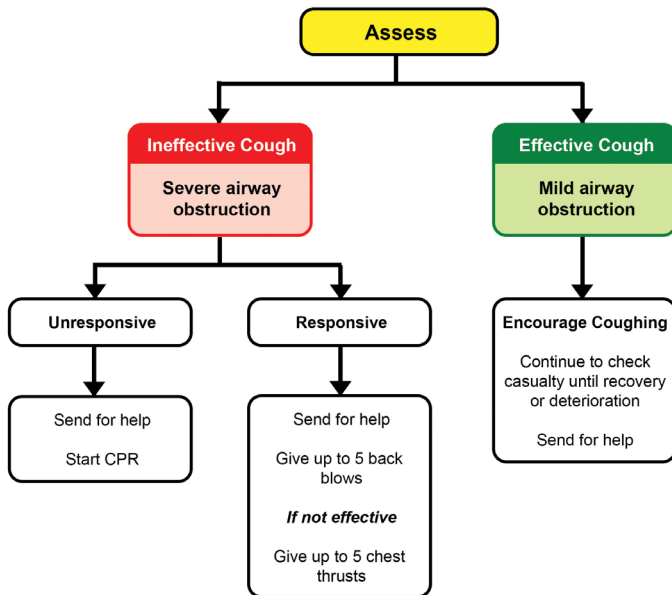 Assess
Ineffective Cough
Severe airway
obstruction
Effective Cough
Mild airway
obstruction
Unresponsive
Responsive
Send for help
Start CPR
Send for help
Give up to 5 back
blows
If not effective
Give up to 5 chest
thrusts
Encourage Coughing
Continue to check
casualty until recovery
or deterioration
Send for help